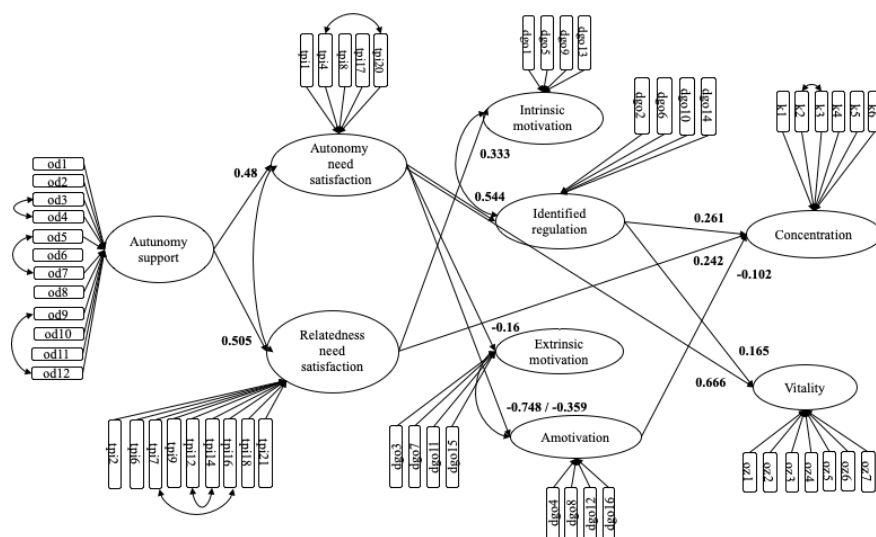 tpi1
tpi4
tpi8
tpi17
tpi20
dgo1
dgo5
dgo9
dgo13
dgo2
dgo6
dgo10
dgo14
k1
k2
k3
k4
k5
k6
Intrinsic
motivation
0.333
Autonomy
need
satisfaction
0.48
0.544
Identified
regulation
0.261
Concentration
0.242
-0.102
od1
od2
od3
od4
od5
od6
od7
od8
od9
od10
od11
od12
Autunomy
support
0.505
Relatedness
need
satisfaction
-0.16
Extrinsic
motivation
0.165
0.666
Vitality
-0.748 / -0.359
Amotivation
tpi2
tpi6
tpi7
tpi9
tpi12
tpi14
tpi16
tpi18
tpi21
dgo3
dgo7
dgo11
dgo15
dgo4
dgo8
dgo12
dgo16
oz1
oz2
oz3
oz4
oz5
oz6
oz7